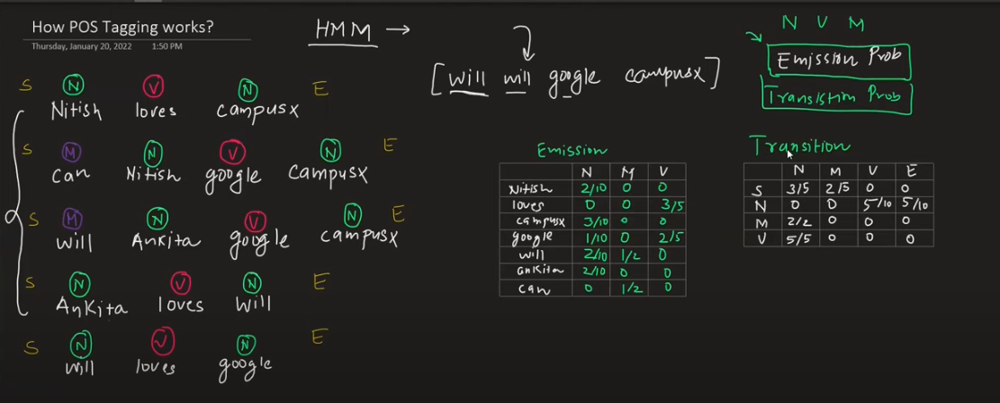 How POS Tagging works?
Thursday, January 20, 2022 1:50 PM
HMM →
[will will google campusx]
N V M
Emission Prob
Transistion Prob
S N V N E
Nitish loves campusx
S M N V N E
Can Nitish google campusx
S M N V N E
will Ankita google campusx
S N V N E
Ankita loves will
S N V N E
will loves google
Emission
N M V
Nitish 2/10 0 0
loves 0 0 3/5
campusx 3/10 0 0
google 1/10 0 2/5
will 2/10 1/2 0
ankita 2/10 0 0
can 0 1/2 0
Transition
N M V E
S 3/5 2/5 0 0
N 0 0 5/10 5/10
M 2/2 0 0 0
V 5/5 0 0 0